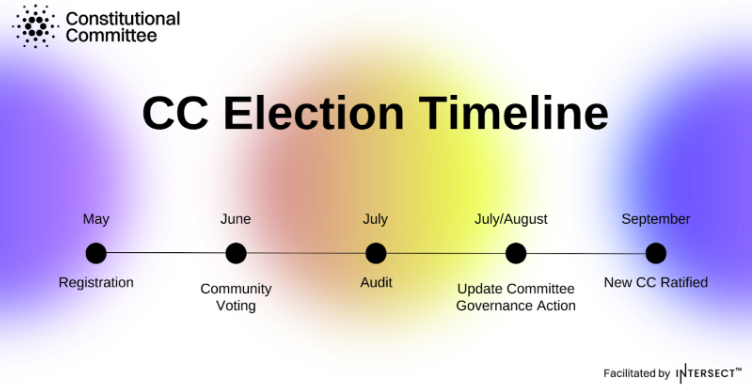 Constitutional
Committee
CC Election Timeline
May
June
July
July/August
September
Registration
Community
Voting
Audit
Update Committee
Governance Action
New CC Ratified
Facilitated by INTERSECT™